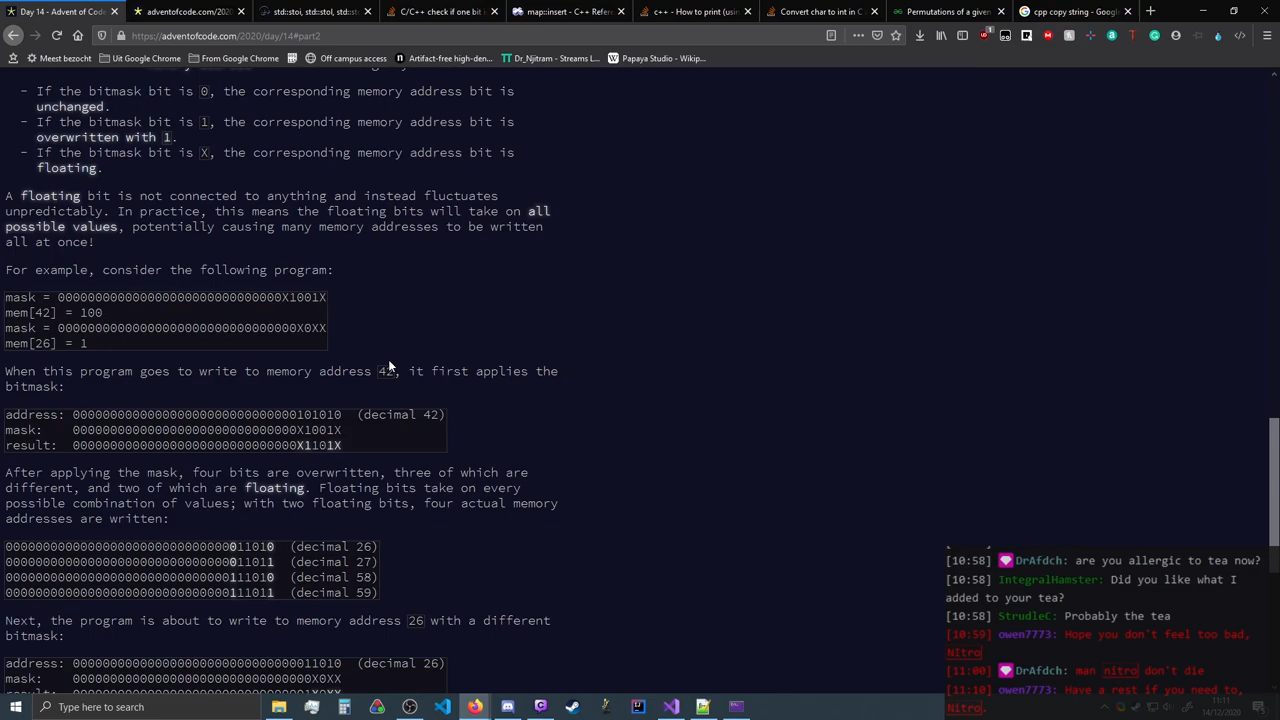 Day 14 - Advent of Code
adventofcode.com/2020/
std::stoi, std::stol, std::st
C/C++ check if one bit is
map::insert - C++ Refere
c++ - How to print (usin
Convert char to int in C
Permutations of a given
cpp copy string - Google
https://adventofcode.com/2020/day/14#part2
Meest bezocht
Uit Google Chrome
From Google Chrome
Off campus access
Artifact-free high-den...
TT Dr_Njitram - Streams L...
Papaya Studio - Wikip...
- If the bitmask bit is 0, the corresponding memory address bit is
unchanged.
- If the bitmask bit is 1, the corresponding memory address bit is
overwritten with 1.
- If the bitmask bit is X, the corresponding memory address bit is
floating.
A floating bit is not connected to anything and instead fluctuates
unpredictably. In practice, this means the floating bits will take on all
possible values, potentially causing many memory addresses to be written
all at once!
For example, consider the following program:
mask = 000000000000000000000000000000X1001X
mem[42] = 100
mask = 00000000000000000000000000000000X0XX
mem[26] = 1
When this program goes to write to memory address 42, it first applies the
bitmask:
address: 000000000000000000000000000000101010 (decimal 42)
mask: 000000000000000000000000000000X1001X
result: 000000000000000000000000000000X1101X
After applying the mask, four bits are overwritten, three of which are
different, and two of which are floating. Floating bits take on every
possible combination of values; with two floating bits, four actual memory
addresses are written:
000000000000000000000000000000011010 (decimal 26)
000000000000000000000000000000011011 (decimal 27)
000000000000000000000000000000111010 (decimal 58)
000000000000000000000000000000111011 (decimal 59)
Next, the program is about to write to memory address 26 with a different
bitmask:
address: 000000000000000000000000000000011010 (decimal 26)
mask: 00000000000000000000000000000000X0XX
[10:58] DrAfdch: are you allergic to tea now?
[10:58] IntegralHamster: Did you like what I
added to your tea?
[10:58] StrudleC: Probably the tea
[10:59] owen7773: Hope you don't feel too bad,
NItro
[11:00] DrAfdch: man nitro don't die
[11:10] owen7773: Have a rest if you need to,
Nitro.
Type here to search
11:11
14/12/2020